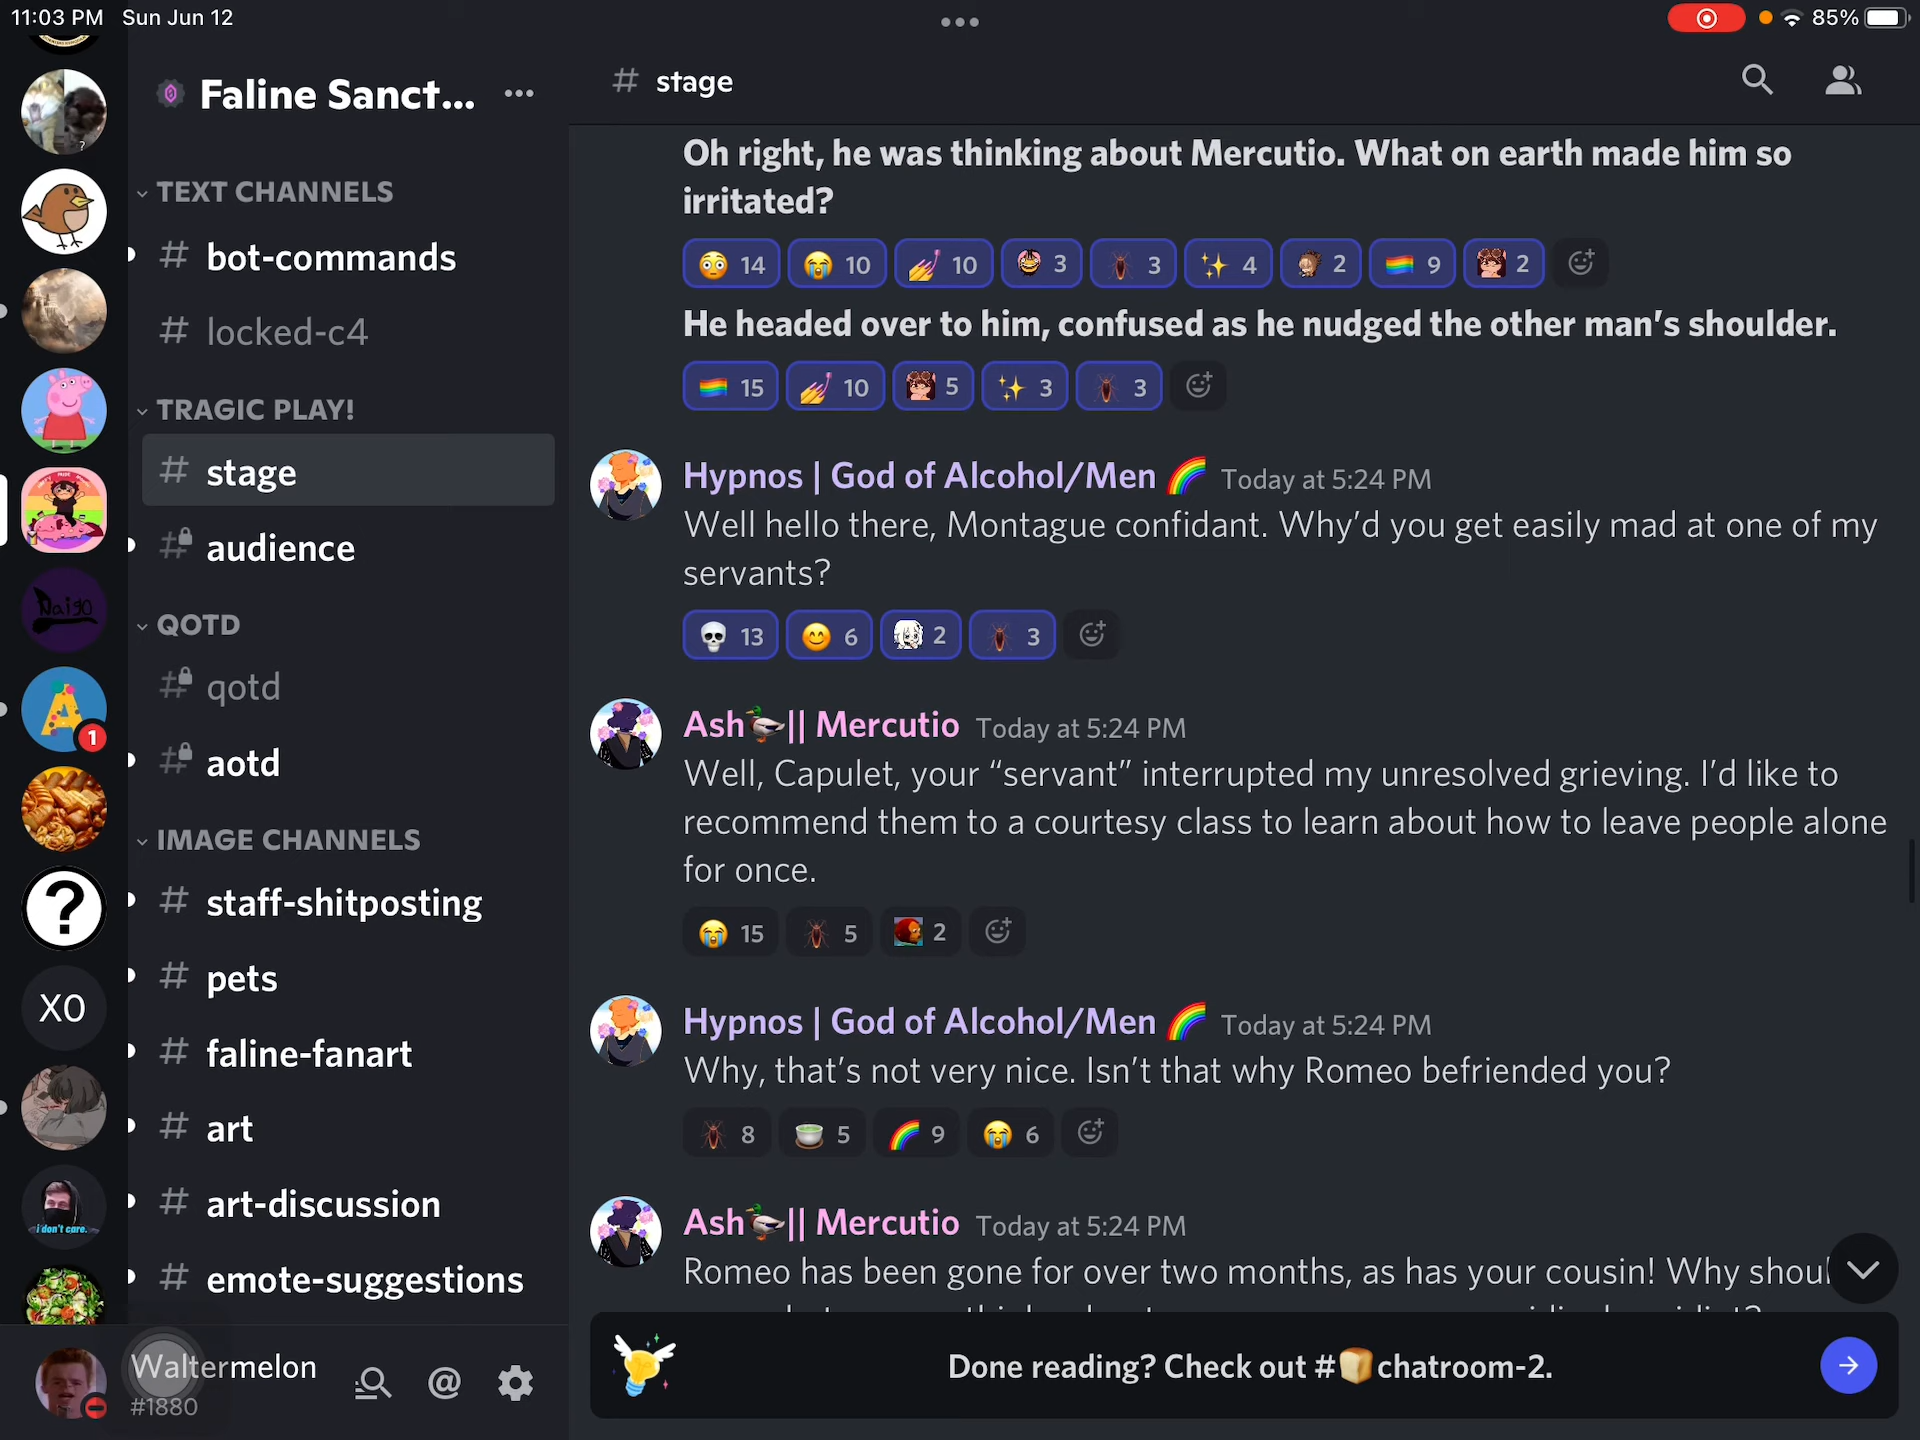 11:03 PM Sun Jun 12
85%
Faline Sanct...
TEXT CHANNELS
bot-commands
locked-c4
TRAGIC PLAY!
stage
audience
QOTD
qotd
aotd
IMAGE CHANNELS
staff-shitposting
pets
faline-fanart
art
art-discussion
emote-suggestions
Naigo
A
1
?
XO
i don't care.
Waltermelon
#1880
# stage
Oh right, he was thinking about Mercutio. What on earth made him so
irritated?
14 10 10 3 3 4 2 9 2
He headed over to him, confused as he nudged the other man's shoulder.
15 10 5 3 3
Hypnos | God of Alcohol/Men 🌈 Today at 5:24 PM
Well hello there, Montague confidant. Why'd you get easily mad at one of my
servants?
13 6 2 3
Ash🦆|| Mercutio Today at 5:24 PM
Well, Capulet, your “servant” interrupted my unresolved grieving. I'd like to
recommend them to a courtesy class to learn about how to leave people alone
for once.
15 5 2
Hypnos | God of Alcohol/Men 🌈 Today at 5:24 PM
Why, that's not very nice. Isn't that why Romeo befriended you?
8 5 9 6
Ash🦆|| Mercutio Today at 5:24 PM
Romeo has been gone for over two months, as has your cousin! Why shoul
Done reading? Check out #🍞chatroom-2.